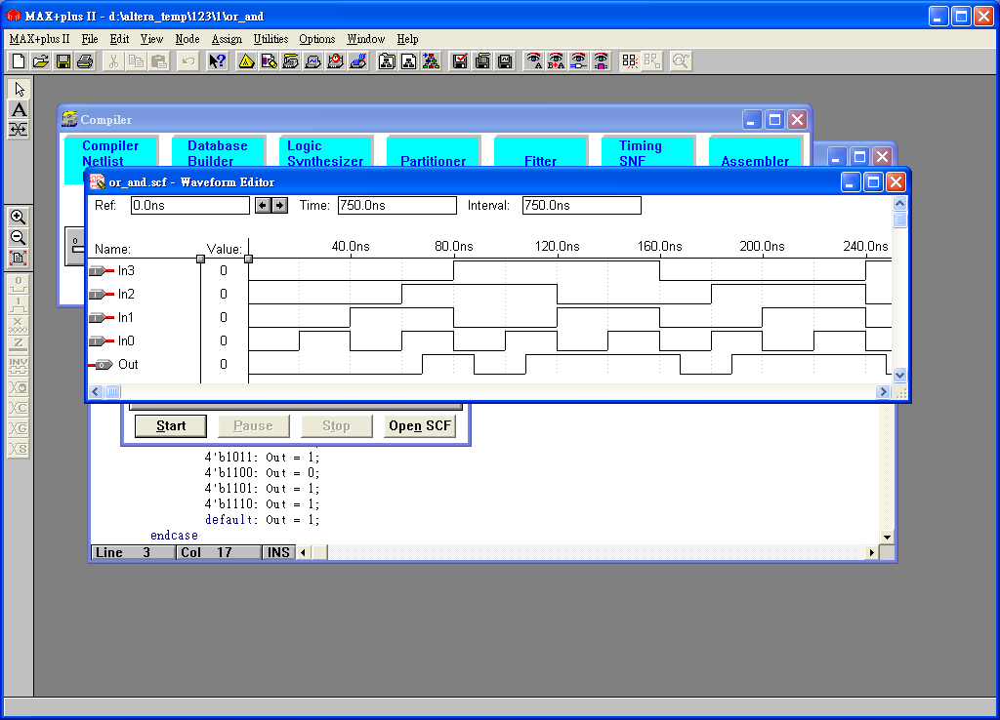 MAX+plus II - d:\altera_temp\123\1\or_and
MAX+plus II File Edit View Node Assign Utilities Options Window Help
Compiler
Compiler Netlist
Database Builder
Logic Synthesizer
Partitioner
Fitter
Timing SNF
Assembler
or_and.scf - Waveform Editor
Ref: 0.0ns Time: 750.0ns Interval: 750.0ns
Name: Value: 40.0ns 80.0ns 120.0ns 160.0ns 200.0ns 240.0ns
In3 0
In2 0
In1 0
In0 0
Out 0
Start Pause Stop Open SCF
4'b1011: Out = 1;
4'b1100: Out = 0;
4'b1101: Out = 1;
4'b1110: Out = 1;
default: Out = 1;
endcase
Line 3 Col 17 INS